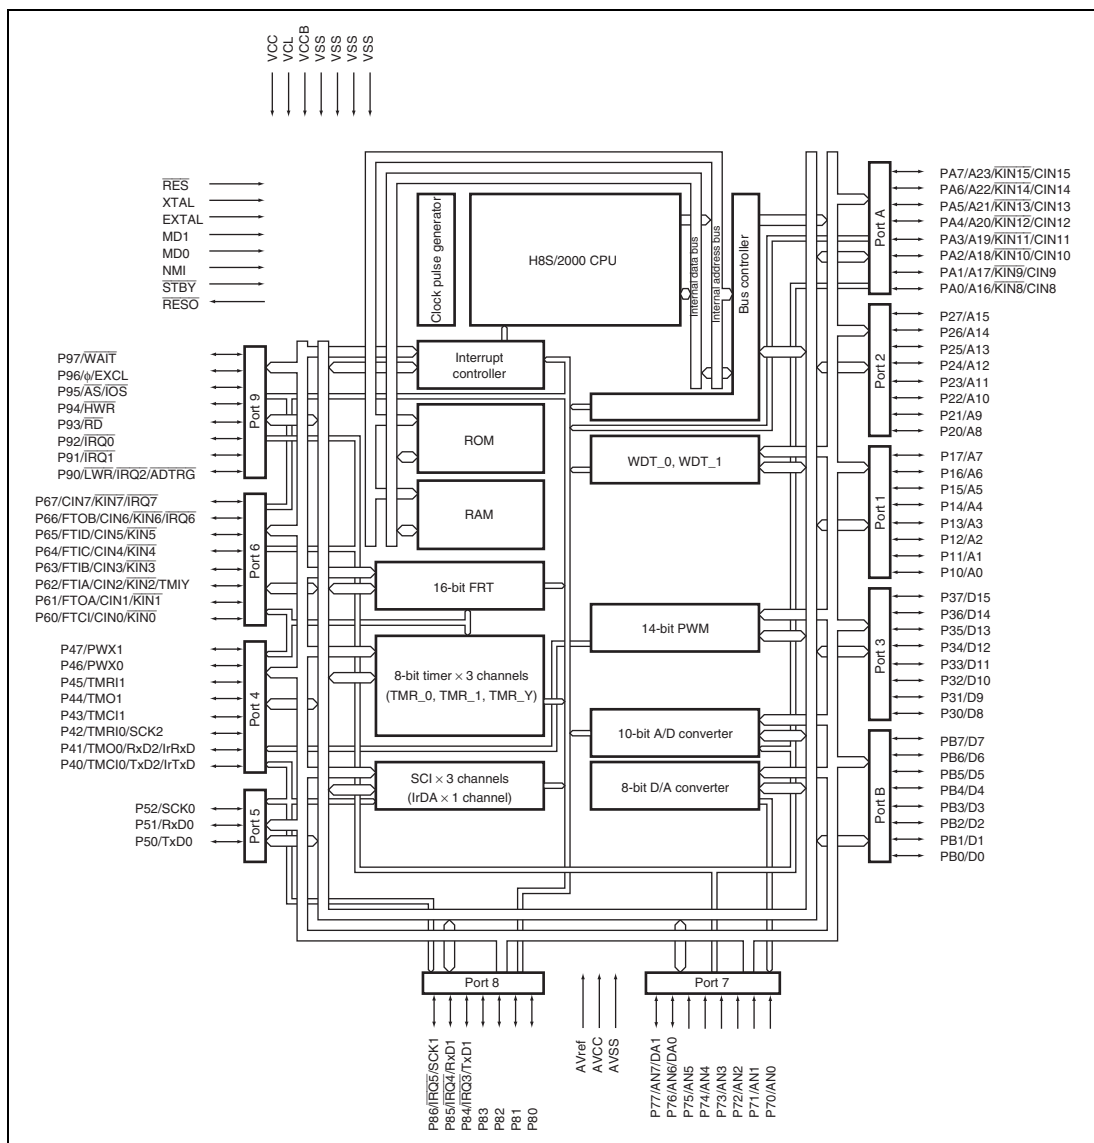 VCC
VCL
VCCB
VSS
VSS
VSS
VSS
RES
XTAL
EXTAL
MD1
MD0
NMI
STBY
RESO
Clock pulse generator
H8S/2000 CPU
Internal data bus
Internal address bus
Bus controller
Interrupt
controller
ROM
RAM
WDT_0, WDT_1
16-bit FRT
14-bit PWM
8-bit timer × 3 channels
(TMR_0, TMR_1, TMR_Y)
10-bit A/D converter
SCI × 3 channels
(IrDA × 1 channel)
8-bit D/A converter
Port 9
P97/WAIT
P96/ϕ/EXCL
P95/AS/IOS
P94/HWR
P93/RD
P92/IRQ0
P91/IRQ1
P90/LWR/IRQ2/ADTRG
Port 6
P67/CIN7/KIN7/IRQ7
P66/FTOB/CIN6/KIN6/IRQ6
P65/FTID/CIN5/KIN5
P64/FTIC/CIN4/KIN4
P63/FTIB/CIN3/KIN3
P62/FTIA/CIN2/KIN2/TMIY
P61/FTOA/CIN1/KIN1
P60/FTCI/CIN0/KIN0
Port 4
P47/PWX1
P46/PWX0
P45/TMRI1
P44/TMO1
P43/TMCI1
P42/TMRI0/SCK2
P41/TMO0/RxD2/IrRxD
P40/TMCI0/TxD2/IrTxD
Port 5
P52/SCK0
P51/RxD0
P50/TxD0
Port A
PA7/A23/KIN15/CIN15
PA6/A22/KIN14/CIN14
PA5/A21/KIN13/CIN13
PA4/A20/KIN12/CIN12
PA3/A19/KIN11/CIN11
PA2/A18/KIN10/CIN10
PA1/A17/KIN9/CIN9
PA0/A16/KIN8/CIN8
Port 2
P27/A15
P26/A14
P25/A13
P24/A12
P23/A11
P22/A10
P21/A9
P20/A8
Port 1
P17/A7
P16/A6
P15/A5
P14/A4
P13/A3
P12/A2
P11/A1
P10/A0
Port 3
P37/D15
P36/D14
P35/D13
P34/D12
P33/D11
P32/D10
P31/D9
P30/D8
Port B
PB7/D7
PB6/D6
PB5/D5
PB4/D4
PB3/D3
PB2/D2
PB1/D1
PB0/D0
Port 8
P86/IRQ5/SCK1
P85/IRQ4/RxD1
P84/IRQ3/TxD1
P83
P82
P81
P80
AVref
AVCC
AVSS
Port 7
P77/AN7/DA1
P76/AN6/DA0
P75/AN5
P74/AN4
P73/AN3
P72/AN2
P71/AN1
P70/AN0